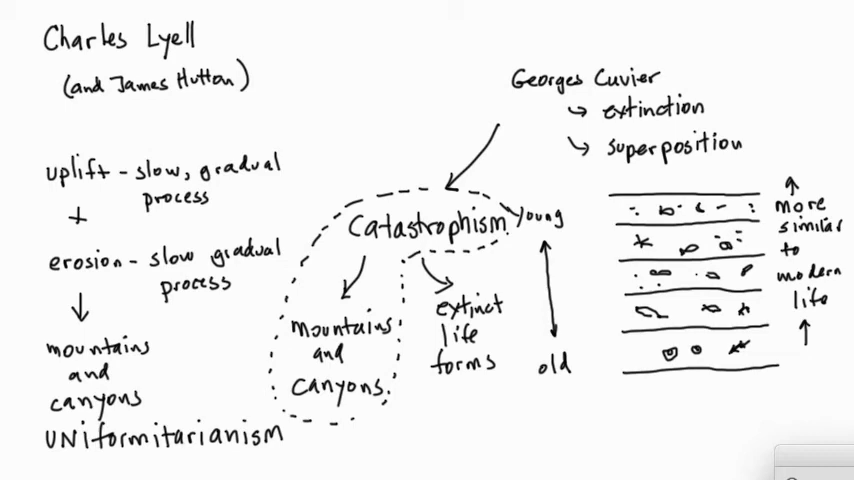 Charles Lyell
(and James Hutton)
uplift - slow, gradual
process
+
erosion - slow gradual
process
mountains
and
canyons
UNiformitarianism
Georges Cuvier
extinction
superposition
Catastrophism
mountains
and
canyons.
extinct
life
forms
Young
old
more
similar
to
modern
life